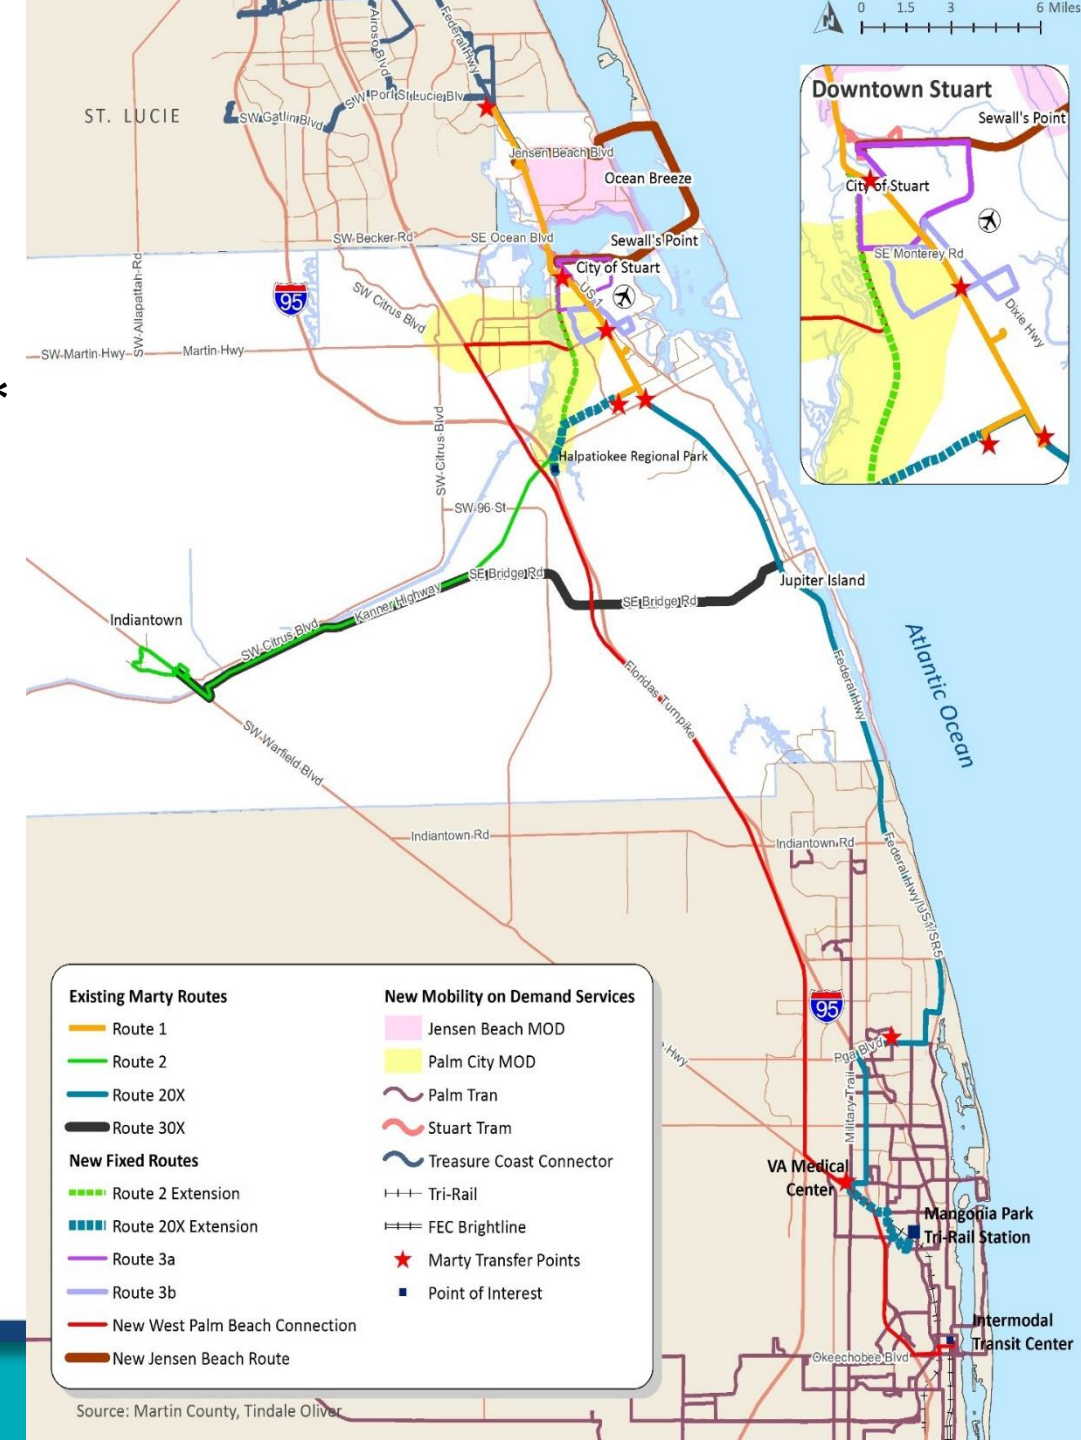 0 1.5 3 6 Miles
N
Airoso Blvd
Federal Hwy
SW Port St Lucie Blv
ST. LUCIE
SW Gatlin Blvd
Jensen Beach Blvd
Ocean Breeze
SW Becker Rd
SE Ocean Blvd
Sewall's Point
City of Stuart
95
SW Allapattah Rd
SW Citrus Blvd
US 1
SW Martin Hwy
Martin Hwy
*
SW Citrus Blvd
Halpatiokee Regional Park
SW 96 St
SE Bridge Rd
Jupiter Island
Kanner Highway
SE Bridge Rd
Indiantown
SW Citrus Blvd
Federal Hwy
Atlantic Ocean
Floridas Turnpike
SW Warfield Blvd
Indiantown Rd
Indiantown Rd
Federal Hwy/US1/SR5
95
e-Hwy
Pga Blvd
Military Trail
VA Medical
Center
Mangonia Park
Tri-Rail Station
Intermodal
Transit Center
Okeechobee Blvd
Downtown Stuart
Sewall's Point
City of Stuart
SE Monterey Rd
Dixie Hwy
Existing Marty Routes
Route 1
Route 2
Route 20X
Route 30X
New Fixed Routes
Route 2 Extension
Route 20X Extension
Route 3a
Route 3b
New West Palm Beach Connection
New Jensen Beach Route
New Mobility on Demand Services
Jensen Beach MOD
Palm City MOD
Palm Tran
Stuart Tram
Treasure Coast Connector
Tri-Rail
FEC Brightline
Marty Transfer Points
Point of Interest
Source: Martin County, Tindale Oliver